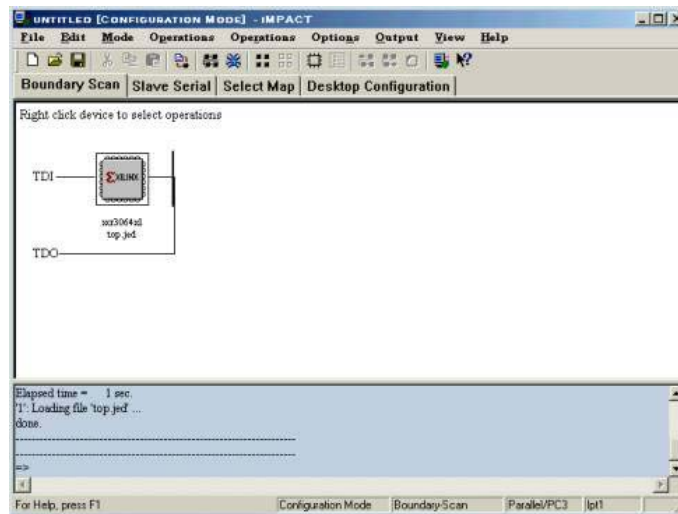 UNTITLED [CONFIGURATION MODE] - IMPACT
File Edit Mode Operations Operations Options Output View Help
Boundary Scan Slave Serial Select Map Desktop Configuration
Right click device to select operations
TDI
XILINX
xcr3064xl
top.jed
TDO
Elapsed time = 1 sec.
'1': Loading file 'top.jed' ...
done.
----------------------------------------------------------------------
----------------------------------------------------------------------
=>
For Help, press F1 Configuration Mode Boundary-Scan Parallel/PC3 lpt1